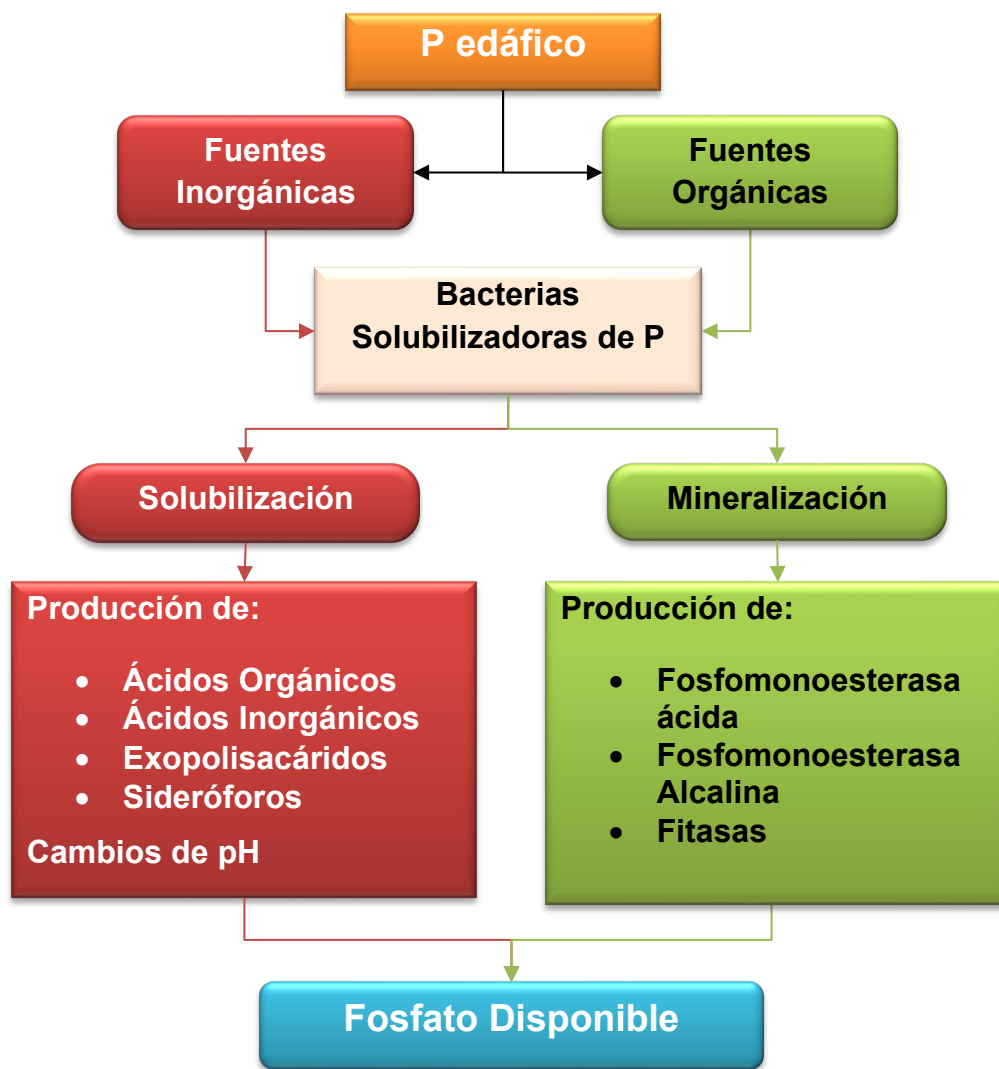 P edáfico
Fuentes
Inorgánicas
Fuentes
Orgánicas
Bacterias
Solubilizadoras de P
Solubilización
Mineralización
Producción de:
• Ácidos Orgánicos
• Ácidos Inorgánicos
• Exopolisacáridos
• Sideróforos
Cambios de pH
Producción de:
• Fosfomonoesterasa
ácida
• Fosfomonoesterasa
Alcalina
• Fitasas
Fosfato Disponible